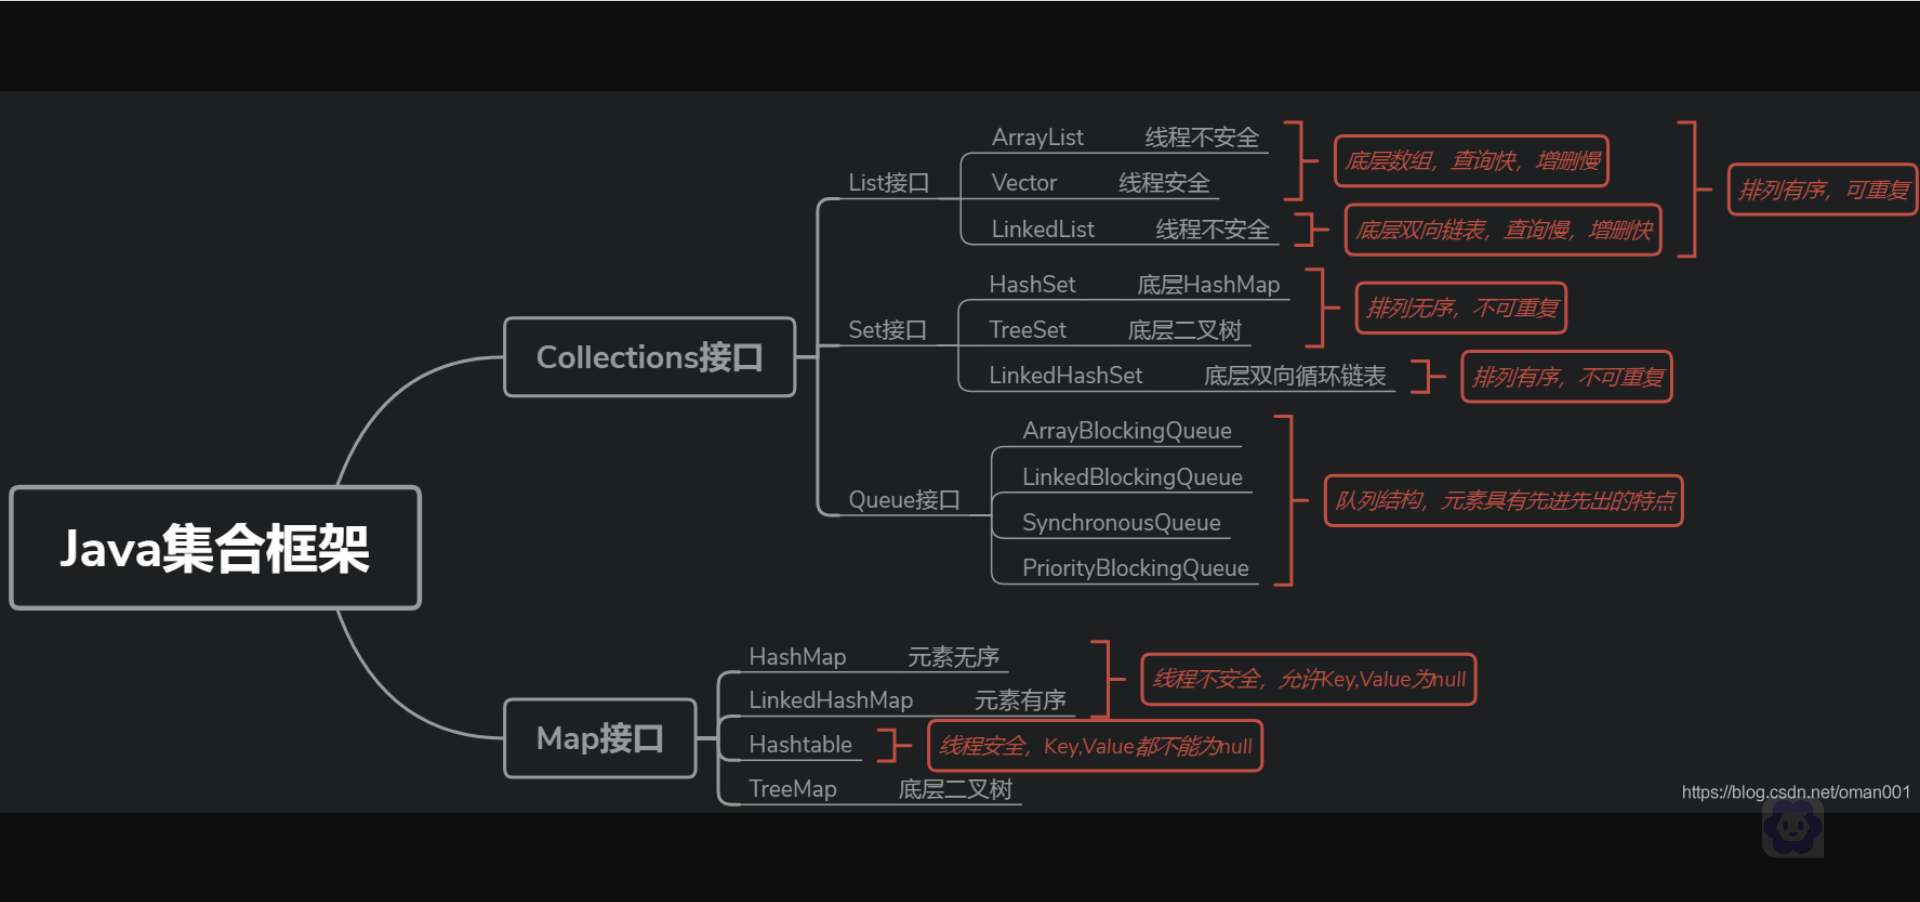 Java集合框架
Collections接口
List接口
ArrayList 线程不安全
Vector 线程安全
底层数组，查询快，增删慢
LinkedList 线程不安全
底层双向链表，查询慢，增删快
排列有序，可重复
Set接口
HashSet 底层HashMap
TreeSet 底层二叉树
排列无序，不可重复
LinkedHashSet 底层双向循环链表
排列有序，不可重复
Queue接口
ArrayBlockingQueue
LinkedBlockingQueue
SynchronousQueue
PriorityBlockingQueue
队列结构，元素具有先进先出的特点
Map接口
HashMap 元素无序
LinkedHashMap 元素有序
线程不安全，允许Key,Value为null
Hashtable
线程安全，Key,Value都不能为null
TreeMap 底层二叉树
https://blog.csdn.net/oman001